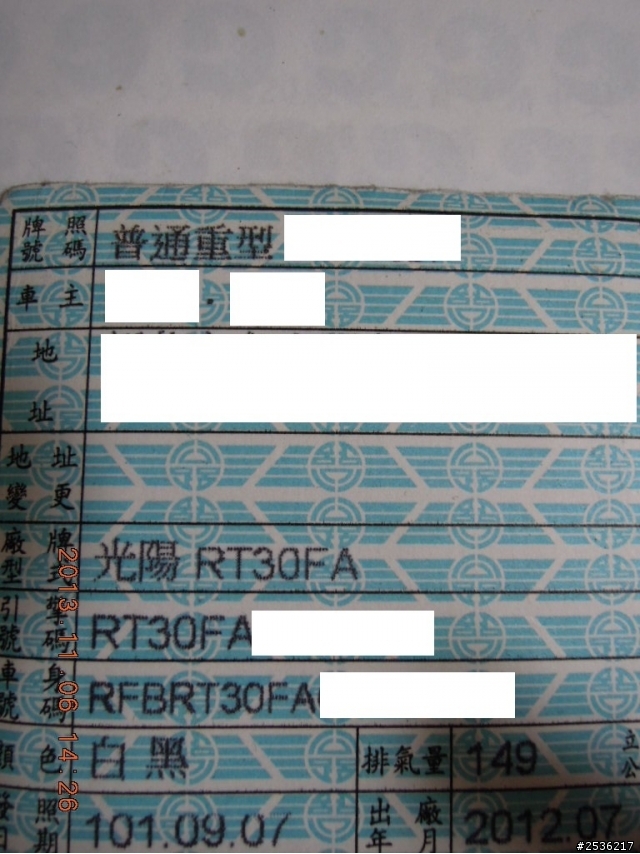 牌照號碼 普通重型
車主
地址
地址變更
廠牌型式 光陽 RT30FA
引擎號碼 RT30FA
車身號碼 RFBRT30FA
顏色 白黑 排氣量 149 立公
發照日期 101.09.07 出廠年月 2012.07
2013.11.06 14:26
#2536217